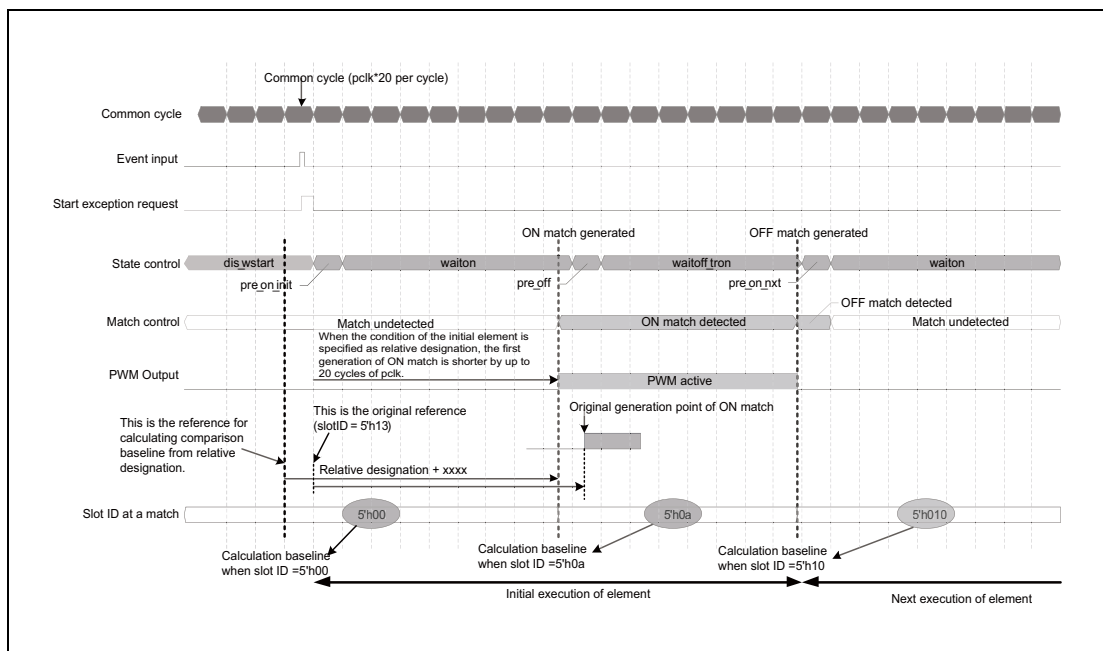 Common cycle (pclk*20 per cycle)
Common cycle
Event input
Start exception request
ON match generated
OFF match generated
State control
dis_wstart
waiton
waitoff_tron
waiton
pre_on_init
pre_off
pre_on_nxt
OFF match detected
Match control
Match undetected
ON match detected
Match undetected
When the condition of the initial element is
specified as relative designation, the first
generation of ON match is shorter by up to
20 cycles of pclk.
PWM Output
PWM active
This is the reference for
calculating comparison
baseline from relative
designation.
This is the original reference
(slotID = 5'h13)
Original generation point of ON match
Relative designation + xxxx
Slot ID at a match
5'h00
5'h0a
5'h010
Calculation baseline
when slot ID =5'h00
Calculation baseline
when slot ID =5'h0a
Calculation baseline
when slot ID =5'h10
Initial execution of element
Next execution of element